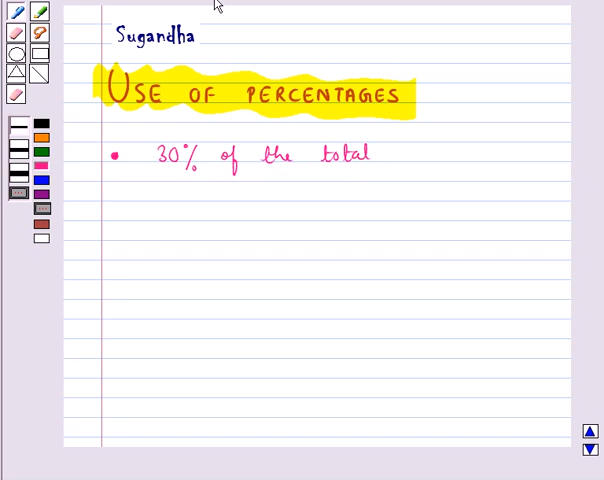 Sugandha
USE OF PERCENTAGES
• 30% of the total